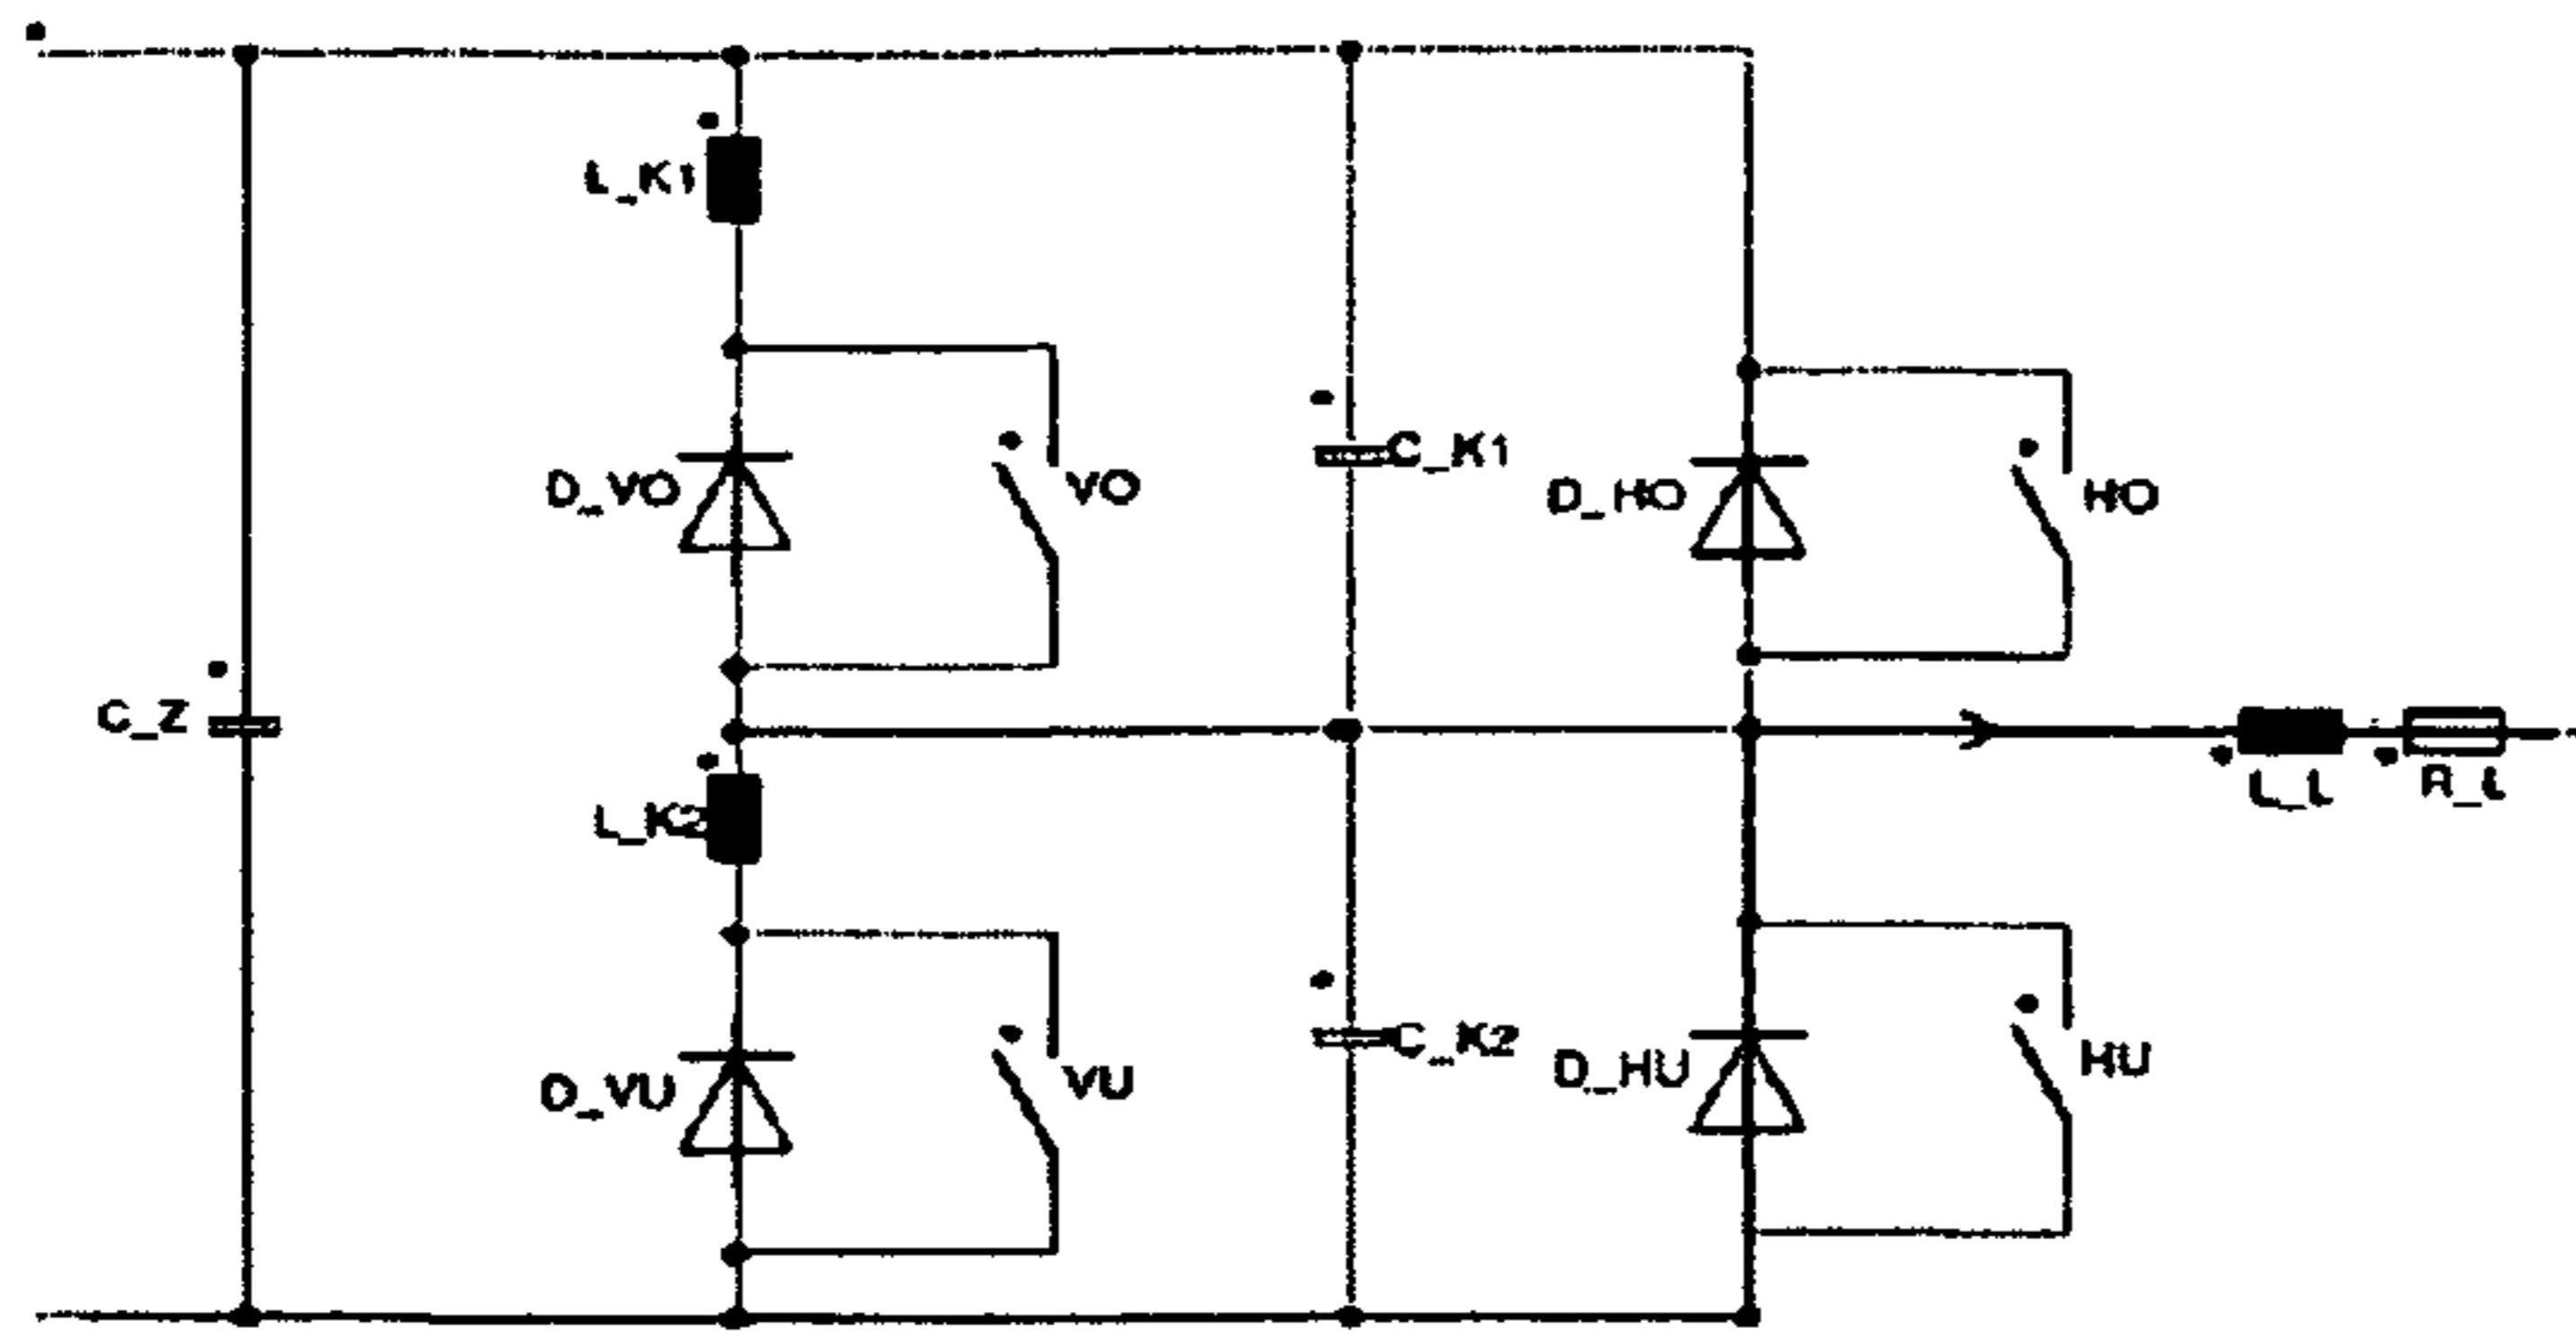 L_K1
D_VO
VO
C_K1
D_HO
HO
C_Z
L_K2
L_L
R_L
D_VU
VU
C_K2
D_HU
HU